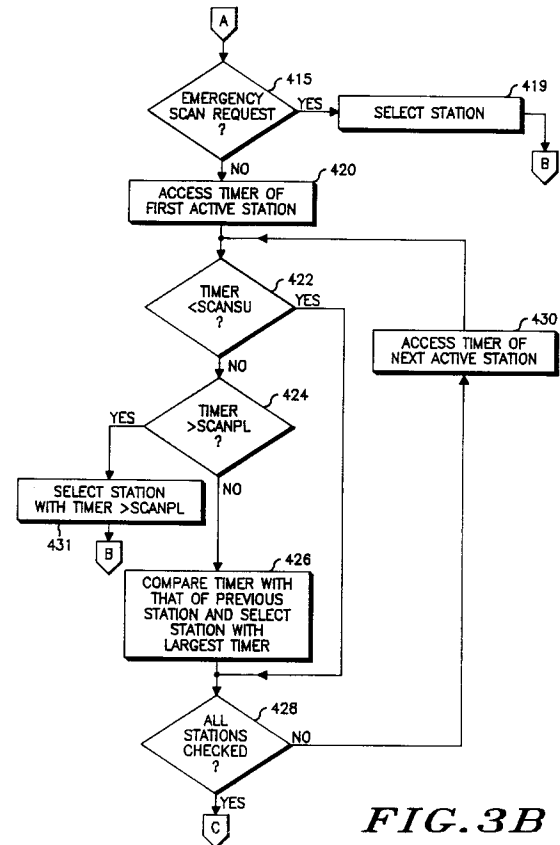 A
415
EMERGENCY
SCAN REQUEST
?
YES
419
SELECT STATION
B
NO
420
ACCESS TIMER OF
FIRST ACTIVE STATION
422
TIMER
<SCANSU
?
YES
430
ACCESS TIMER OF
NEXT ACTIVE STATION
NO
424
TIMER
>SCANPL
?
YES
SELECT STATION
WITH TIMER >SCANPL
431
B
NO
426
COMPARE TIMER WITH
THAT OF PREVIOUS
STATION AND SELECT
STATION WITH
LARGEST TIMER
428
ALL
STATIONS
CHECKED
?
NO
YES
C
FIG.3B